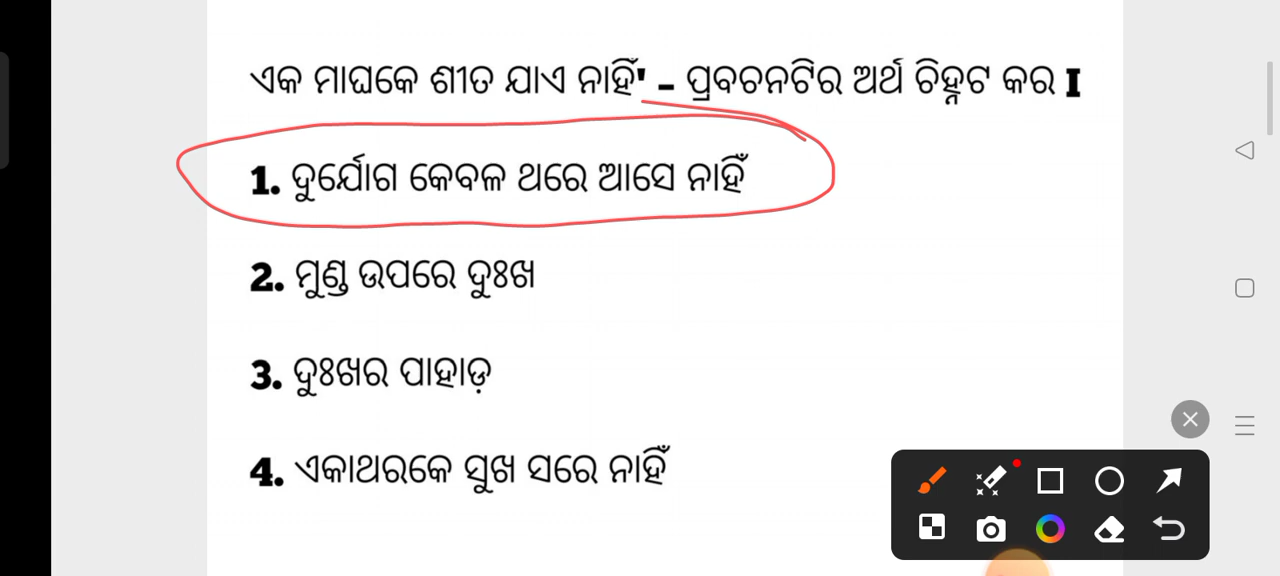 ଏକ ମାଘକେ ଶୀତ ଯାଏ ନାହିଁ' - ପ୍ରବଚନଟିର ଅର୍ଥ ଚିହ୍ନଟ କର I
1. ଦୁର୍ଯୋଗ କେବଳ ଥରେ ଆସେ ନାହିଁ
2. ମୁଣ୍ଡ ଉପରେ ଦୁଃଖ
3. ଦୁଃଖର ପାହାଡ଼
4. ଏକାଥରକେ ସୁଖ ସରେ ନାହିଁ